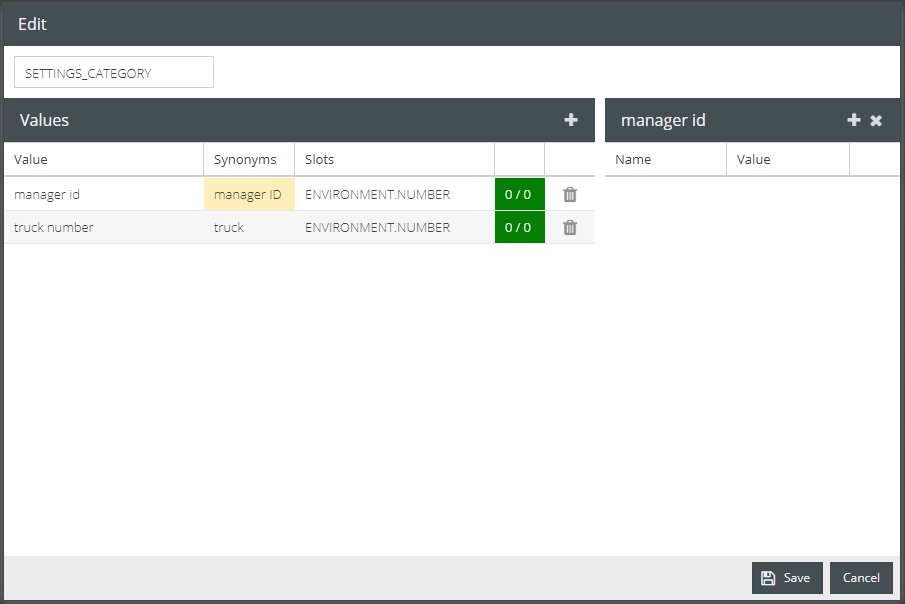 Edit
SETTINGS_CATEGORY
Values
manager id
Value Synonyms Slots
Name Value
manager id manager ID ENVIRONMENT.NUMBER 0 / 0
truck number truck ENVIRONMENT.NUMBER 0 / 0
Save Cancel